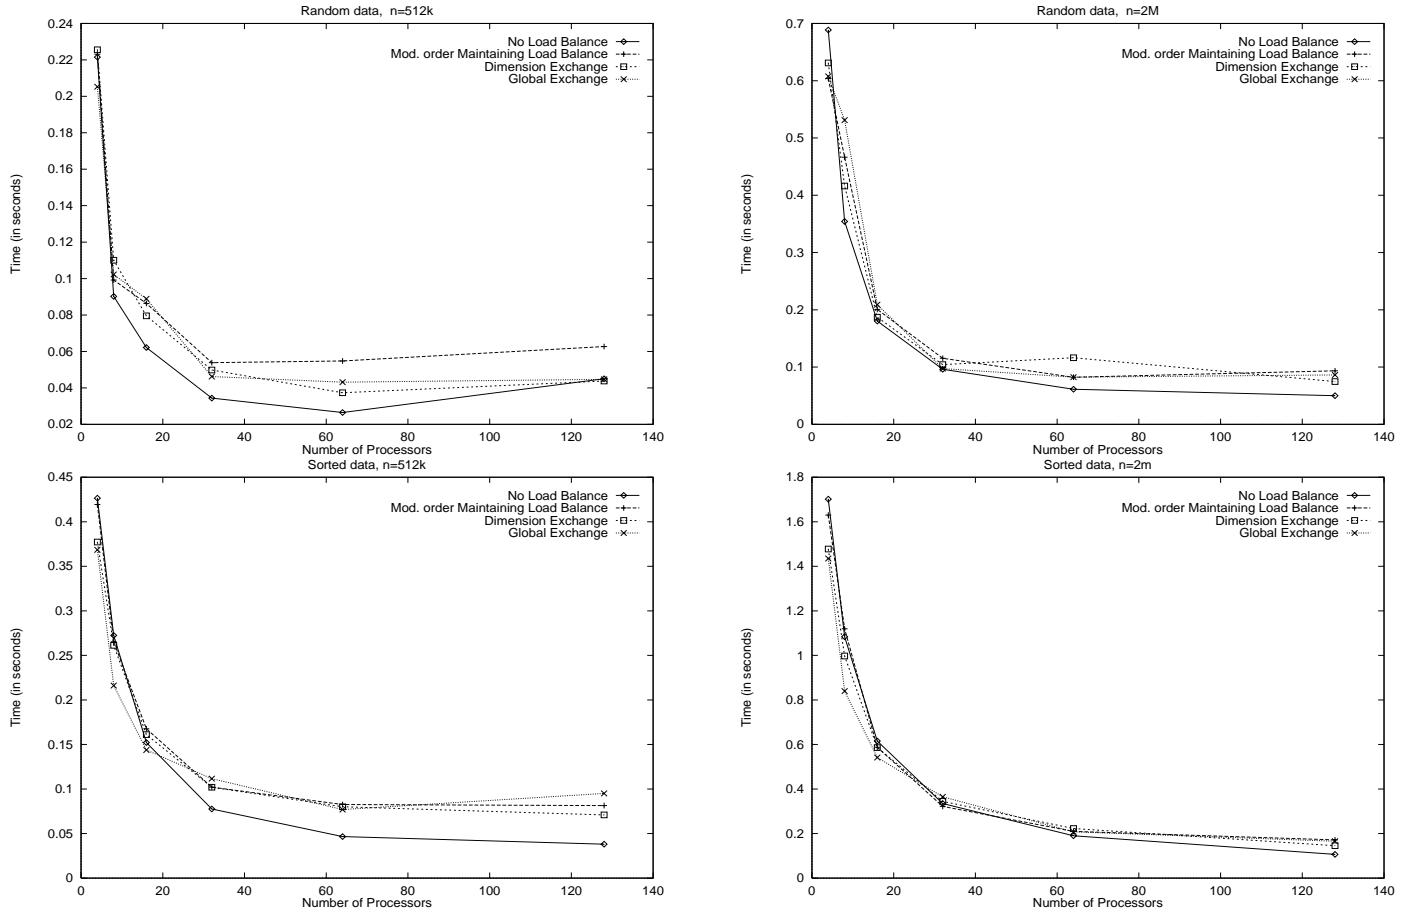 Random data, n=512k
0.24
0.22
0.2
0.18
0.16
0.14
0.12
0.1
0.08
0.06
0.04
0.02
Time (in seconds)
No Load Balance
Mod. order Maintaining Load Balance
Dimension Exchange
Global Exchange
0 20 40 60 80 100 120 140
Number of Processors
Random data, n=2M
0.7
0.6
0.5
0.4
0.3
0.2
0.1
0
Time (in seconds)
No Load Balance
Mod. order Maintaining Load Balance
Dimension Exchange
Global Exchange
0 20 40 60 80 100 120 140
Number of Processors
Sorted data, n=512k
0.45
0.4
0.35
0.3
0.25
0.2
0.15
0.1
0.05
0
Time (in seconds)
No Load Balance
Mod. order Maintaining Load Balance
Dimension Exchange
Global Exchange
0 20 40 60 80 100 120 140
Number of Processors
Sorted data, n=2m
1.8
1.6
1.4
1.2
1
0.8
0.6
0.4
0.2
0
Time (in seconds)
No Load Balance
Mod. order Maintaining Load Balance
Dimension Exchange
Global Exchange
0 20 40 60 80 100 120 140
Number of Processors